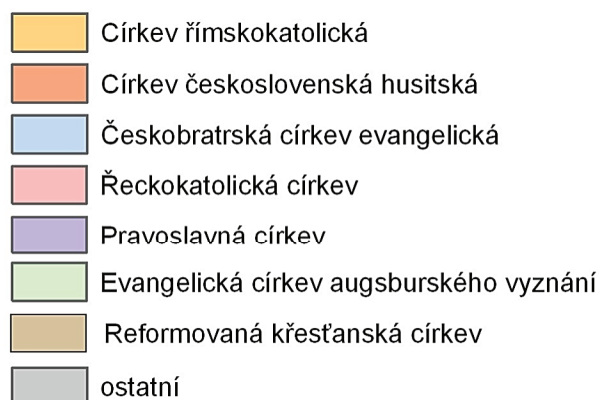 Církev římskokatolická
Církev československá husitská
Českobratrská církev evangelická
Řeckokatolická církev
Pravoslavná církev
Evangelická církev augsburského vyznání
Reformovaná křesťanská církev
ostatní